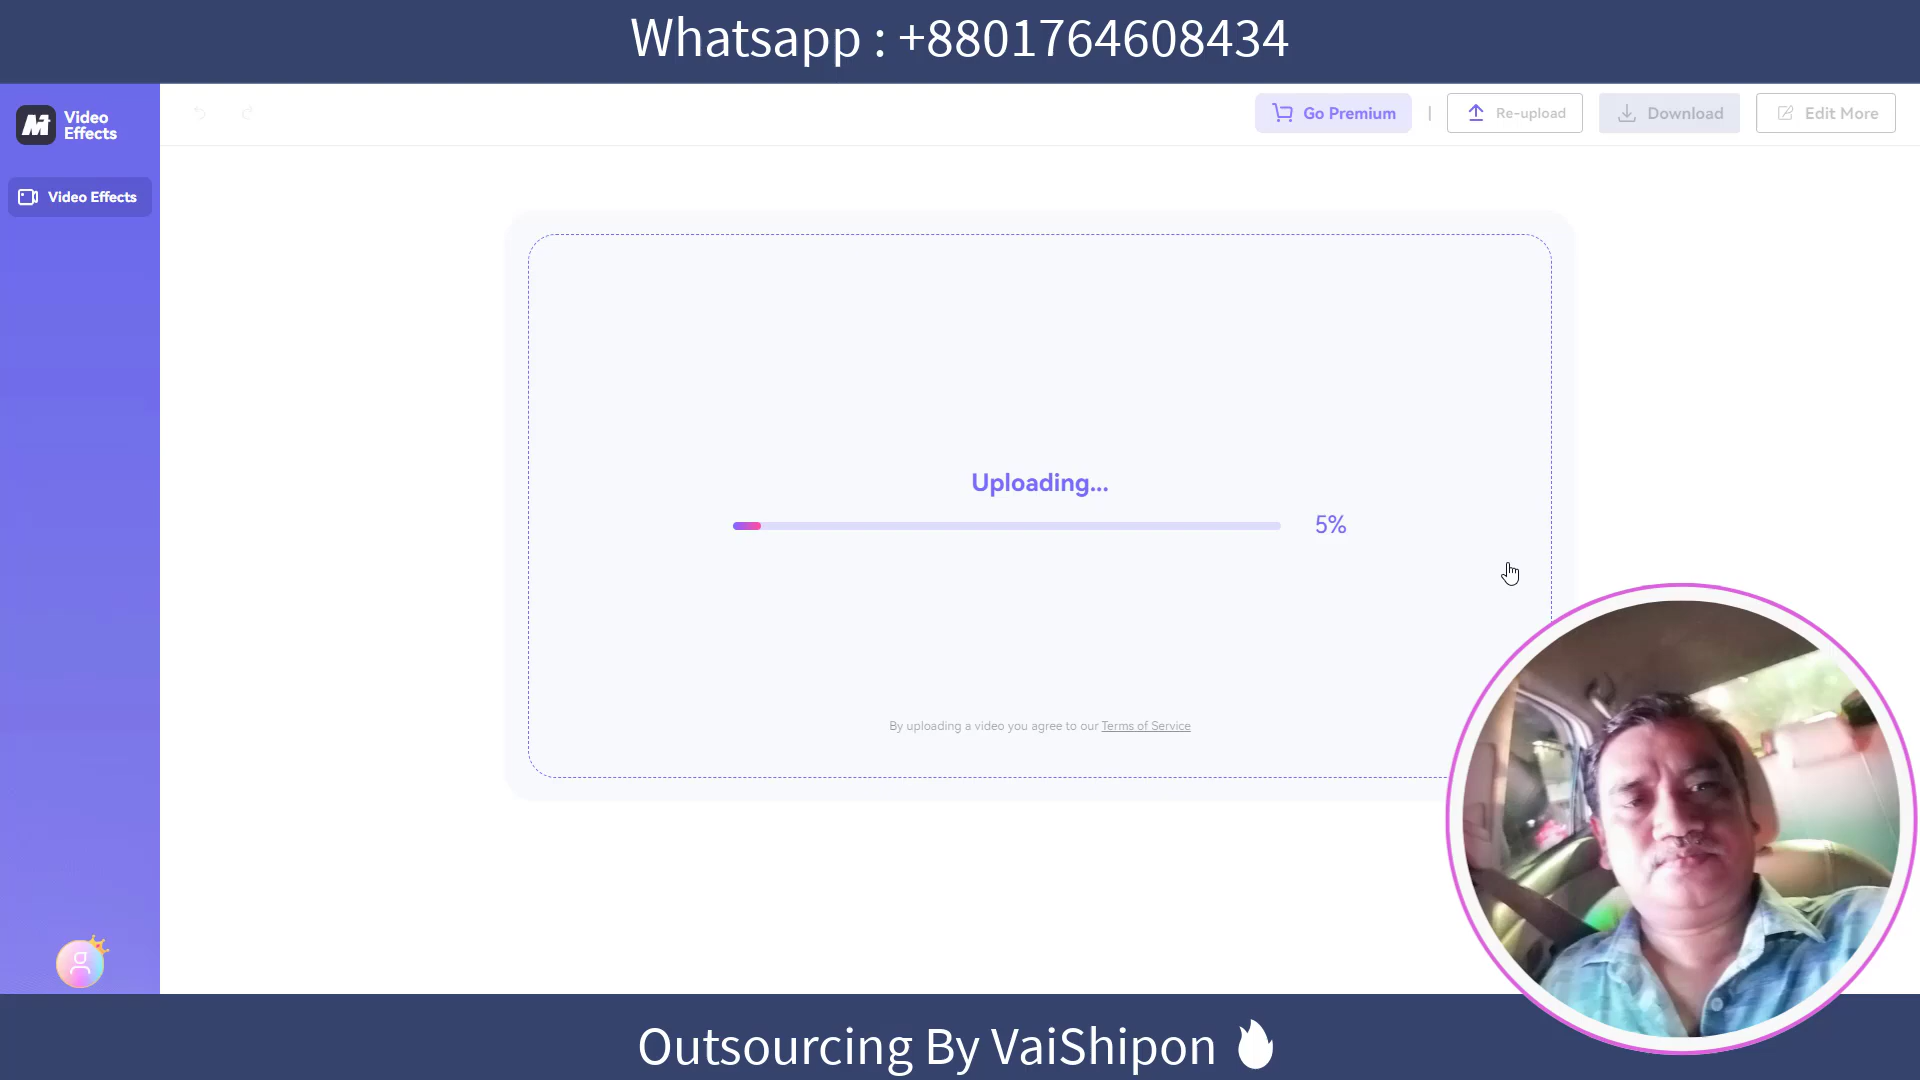 Whatsapp : +8801764608434
Video
Effects
Go Premium
Re-upload
Download
Edit More
Video Effects
Uploading...
5%
By uploading a video you agree to our Terms of Service
Outsourcing By VaiShipon